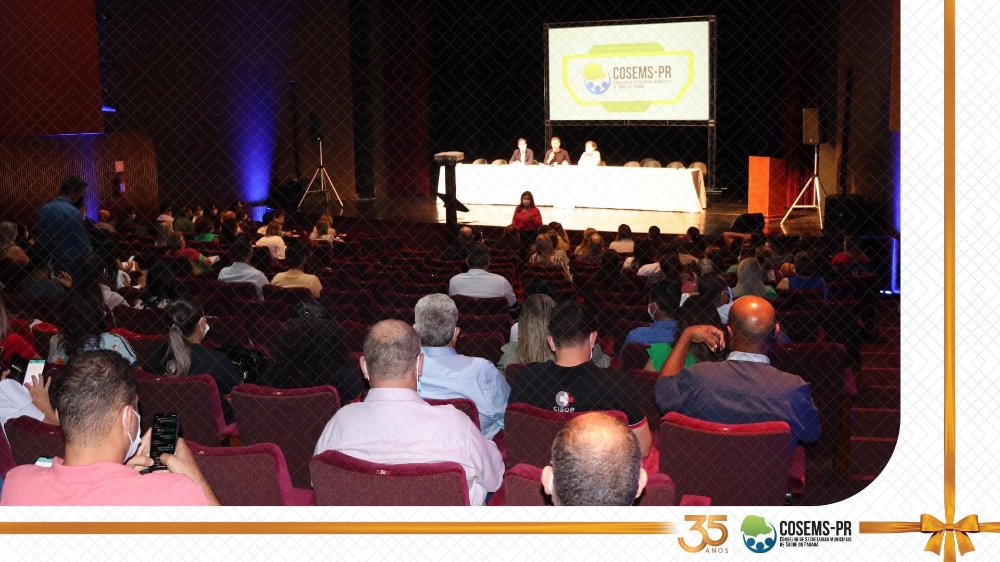 COSEMS-PR
CONSELHO DE SECRETARIAS MUNICIPAIS
DE SAÚDE DO PARANÁ
CISOP
35
ANOS
COSEMS-PR
CONSELHO DE SECRETARIAS MUNICIPAIS
DE SAÚDE DO PARANÁ